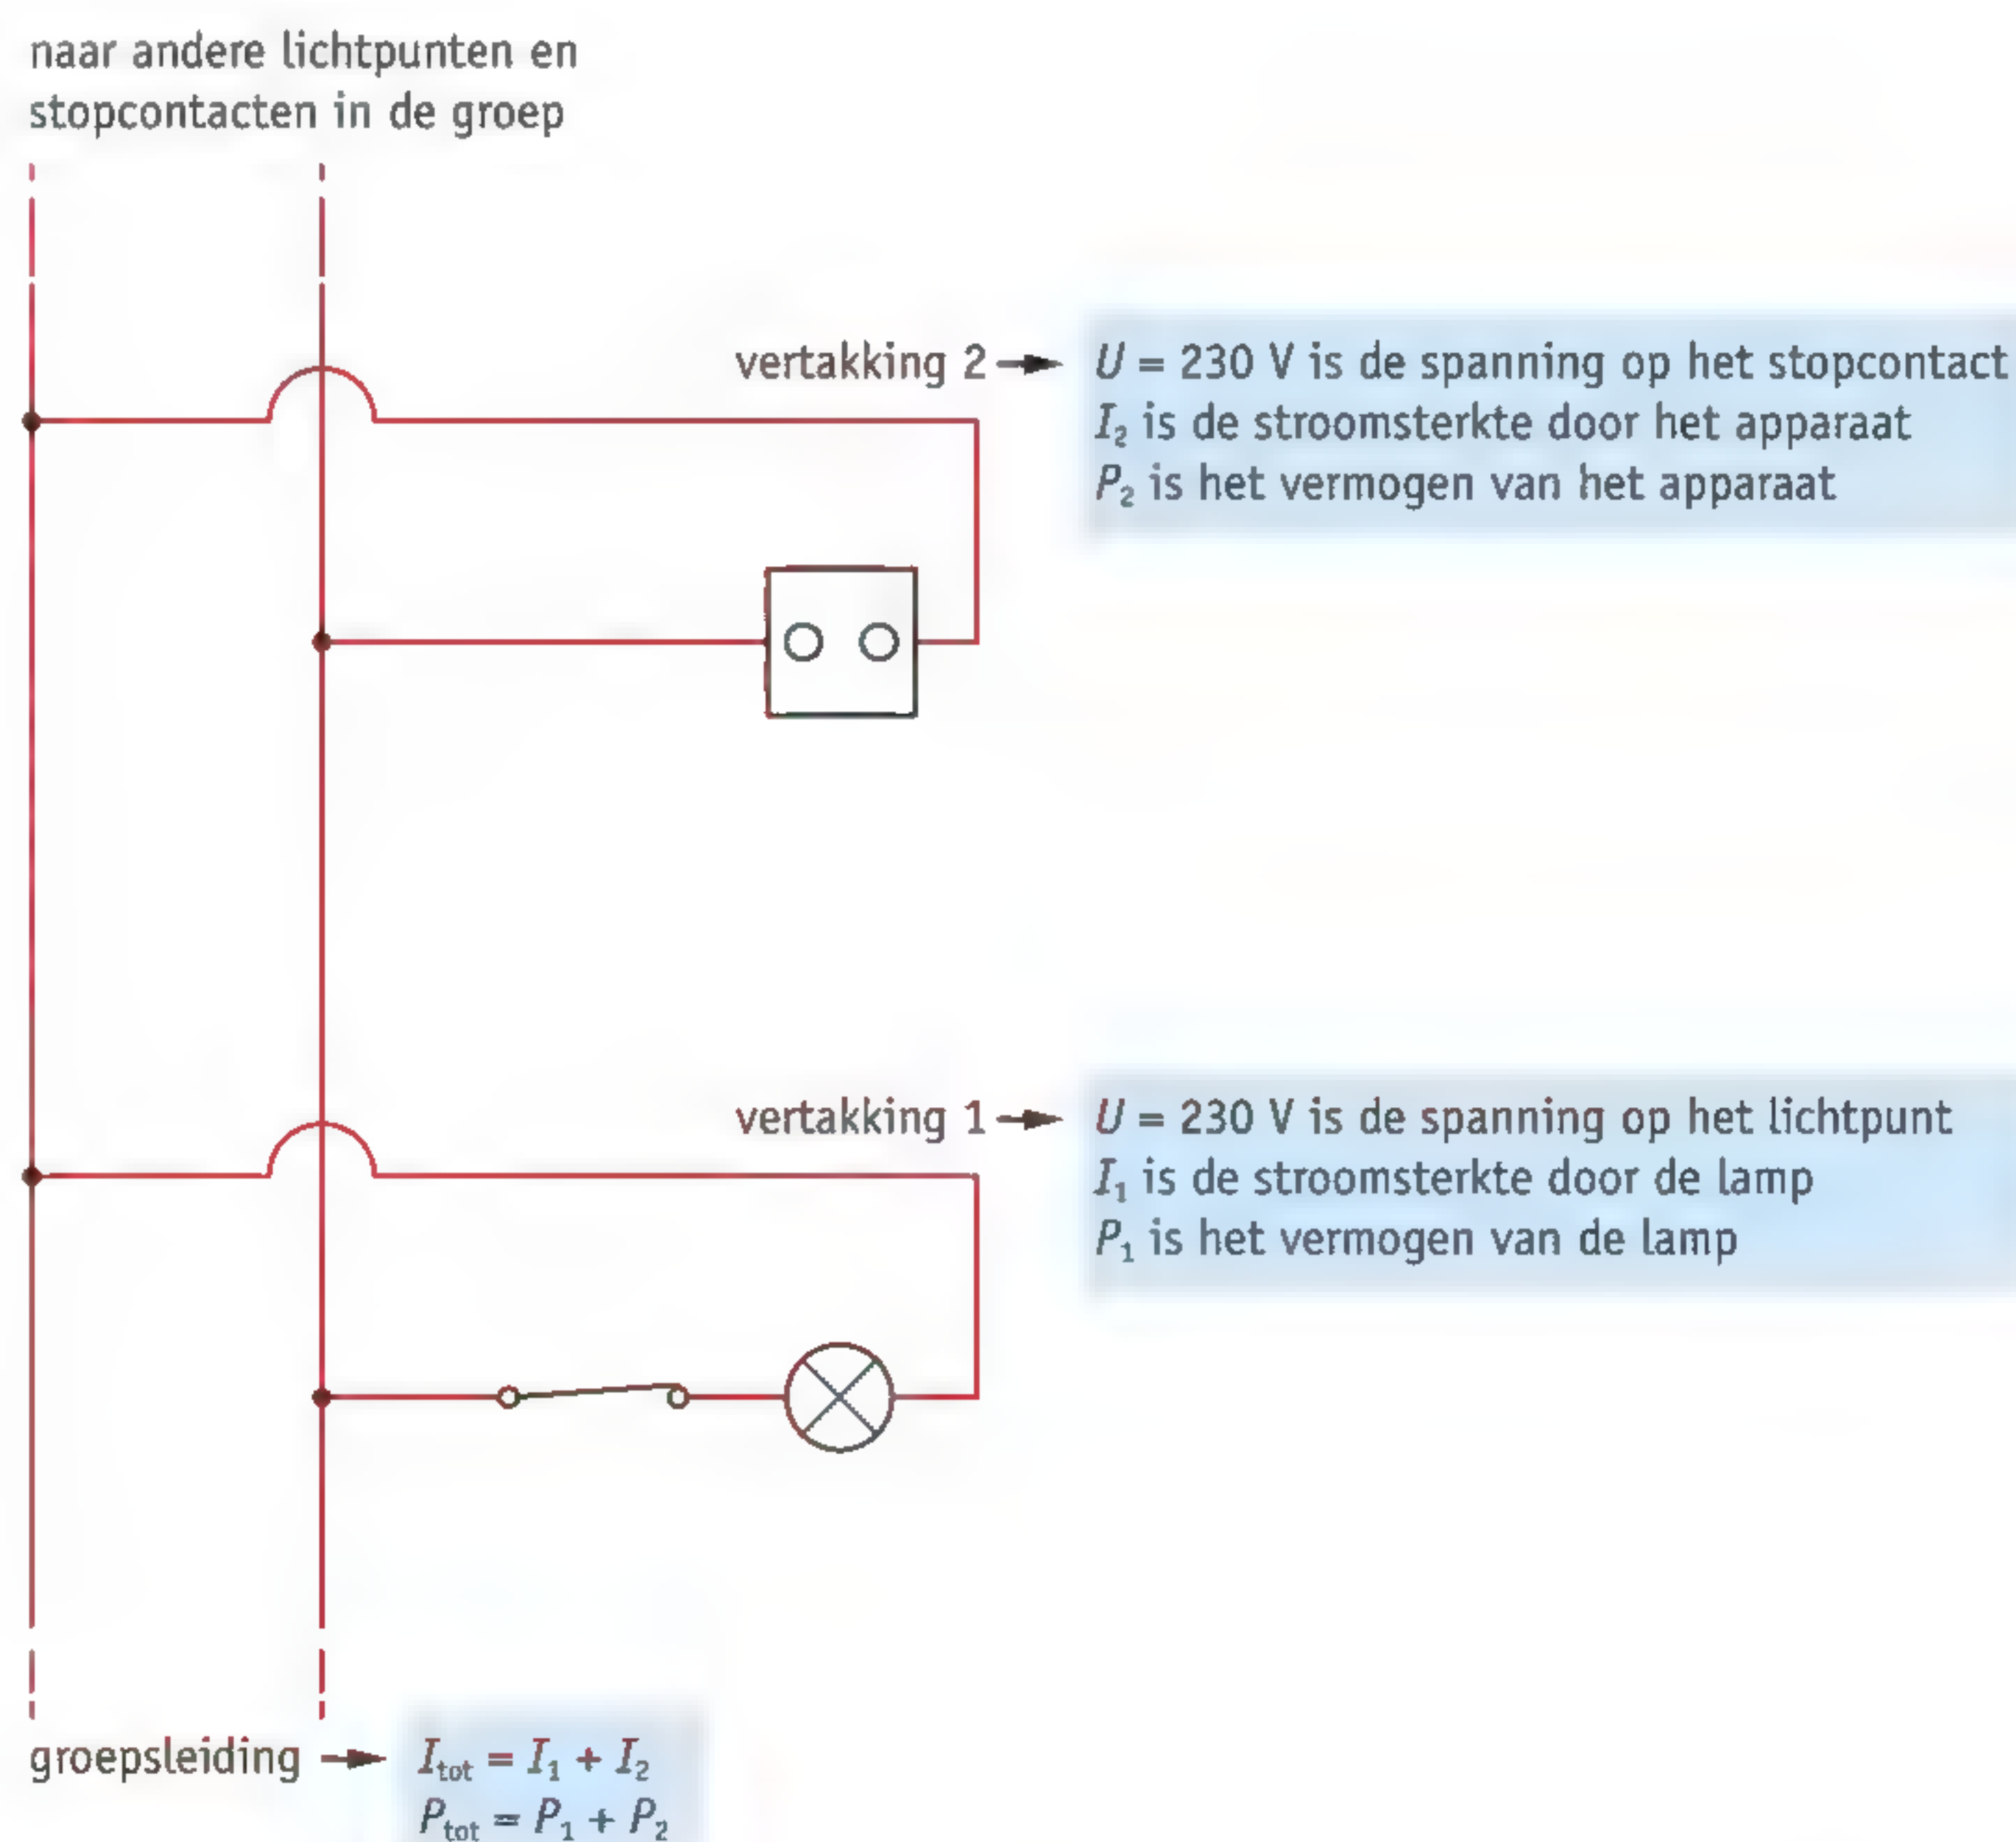 naar andere lichtpunten en
stopcontacten in de groep
vertakking 2 → U = 230 V is de spanning op het stopcontact
I₂ is de stroomsterkte door het apparaat
P₂ is het vermogen van het apparaat
vertakking 1 → U = 230 V is de spanning op het lichtpunt
I₁ is de stroomsterkte door de lamp
P₁ is het vermogen van de lamp
groepsleiding → Iₜₒₜ = I₁ + I₂
Pₜₒₜ = P₁ + P₂